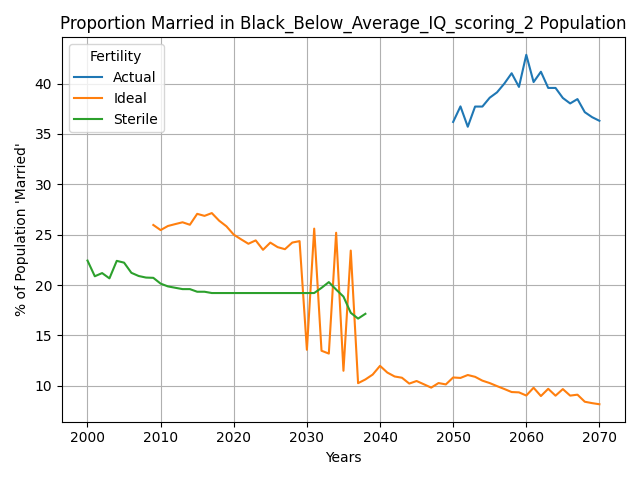 Proportion Married in Black_Below_Average_IQ_scoring_2 Population
Fertility
Actual
Ideal
Sterile
% of Population 'Married'
40
35
30
25
20
15
10
2000 2010 2020 2030 2040 2050 2060 2070
Years